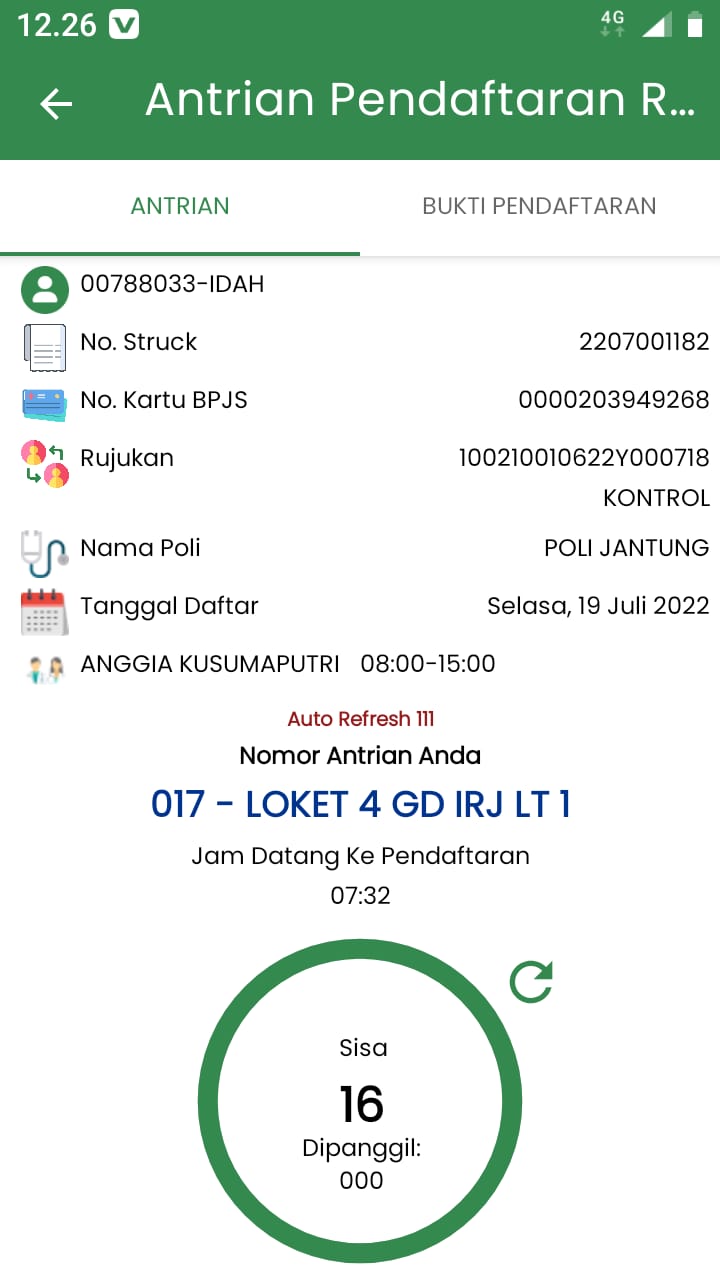 12.26
4G
Antrian Pendaftaran R...
ANTRIAN BUKTI PENDAFTARAN
00788033-IDAH
No. Struck 2207001182
No. Kartu BPJS 0000203949268
Rujukan 100210010622Y000718
KONTROL
Nama Poli POLI JANTUNG
Tanggal Daftar Selasa, 19 Juli 2022
ANGGIA KUSUMAPUTRI 08:00-15:00
Auto Refresh 111
Nomor Antrian Anda
017 - LOKET 4 GD IRJ LT 1
Jam Datang Ke Pendaftaran
07:32
Sisa
16
Dipanggil:
000